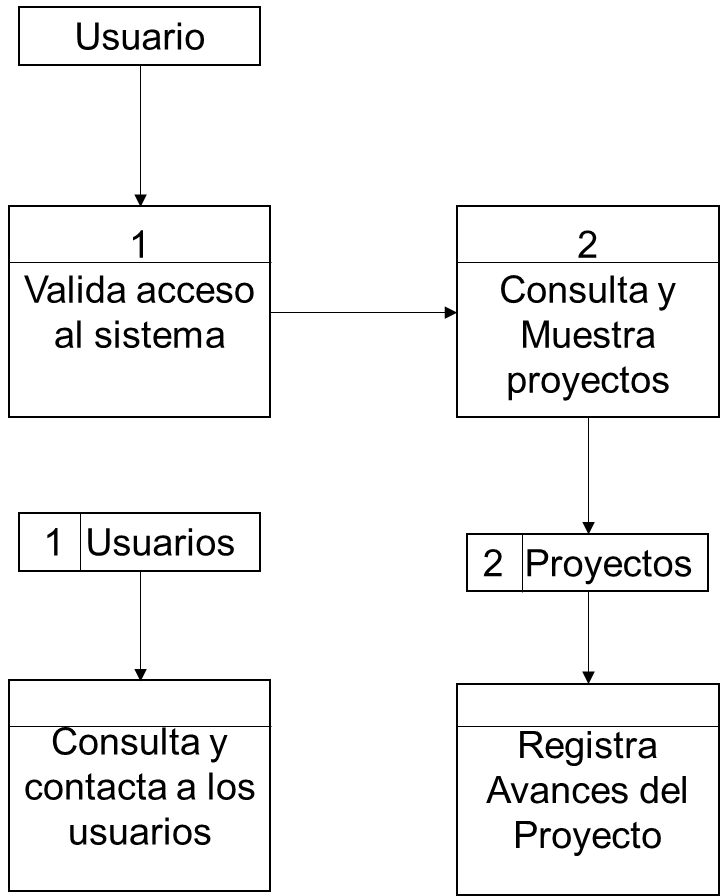 Usuario
1
Valida acceso
al sistema
2
Consulta y
Muestra
proyectos
1 Usuarios
2 Proyectos
Consulta y
contacta a los
usuarios
Registra
Avances del
Proyecto